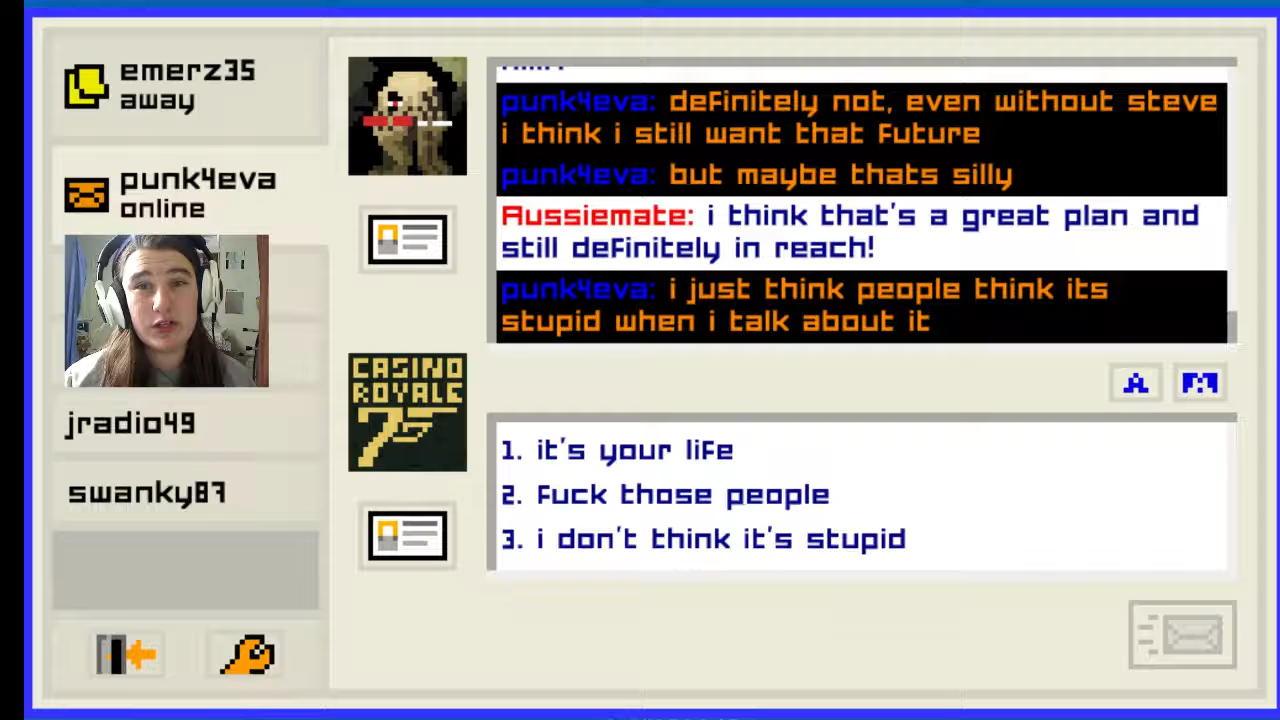 emerz35
away
punk4eva
online
jradio49
swanky87
punk4eva: definitely not, even without steve
i think i still want that future
punk4eva: but maybe thats silly
Aussiemate: i think that's a great plan and
still definitely in reach!
punk4eva: i just think people think its
stupid when i talk about it
CASINO
ROYALE
7
A
1. it's your life
2. fuck those people
3. i don't think it's stupid